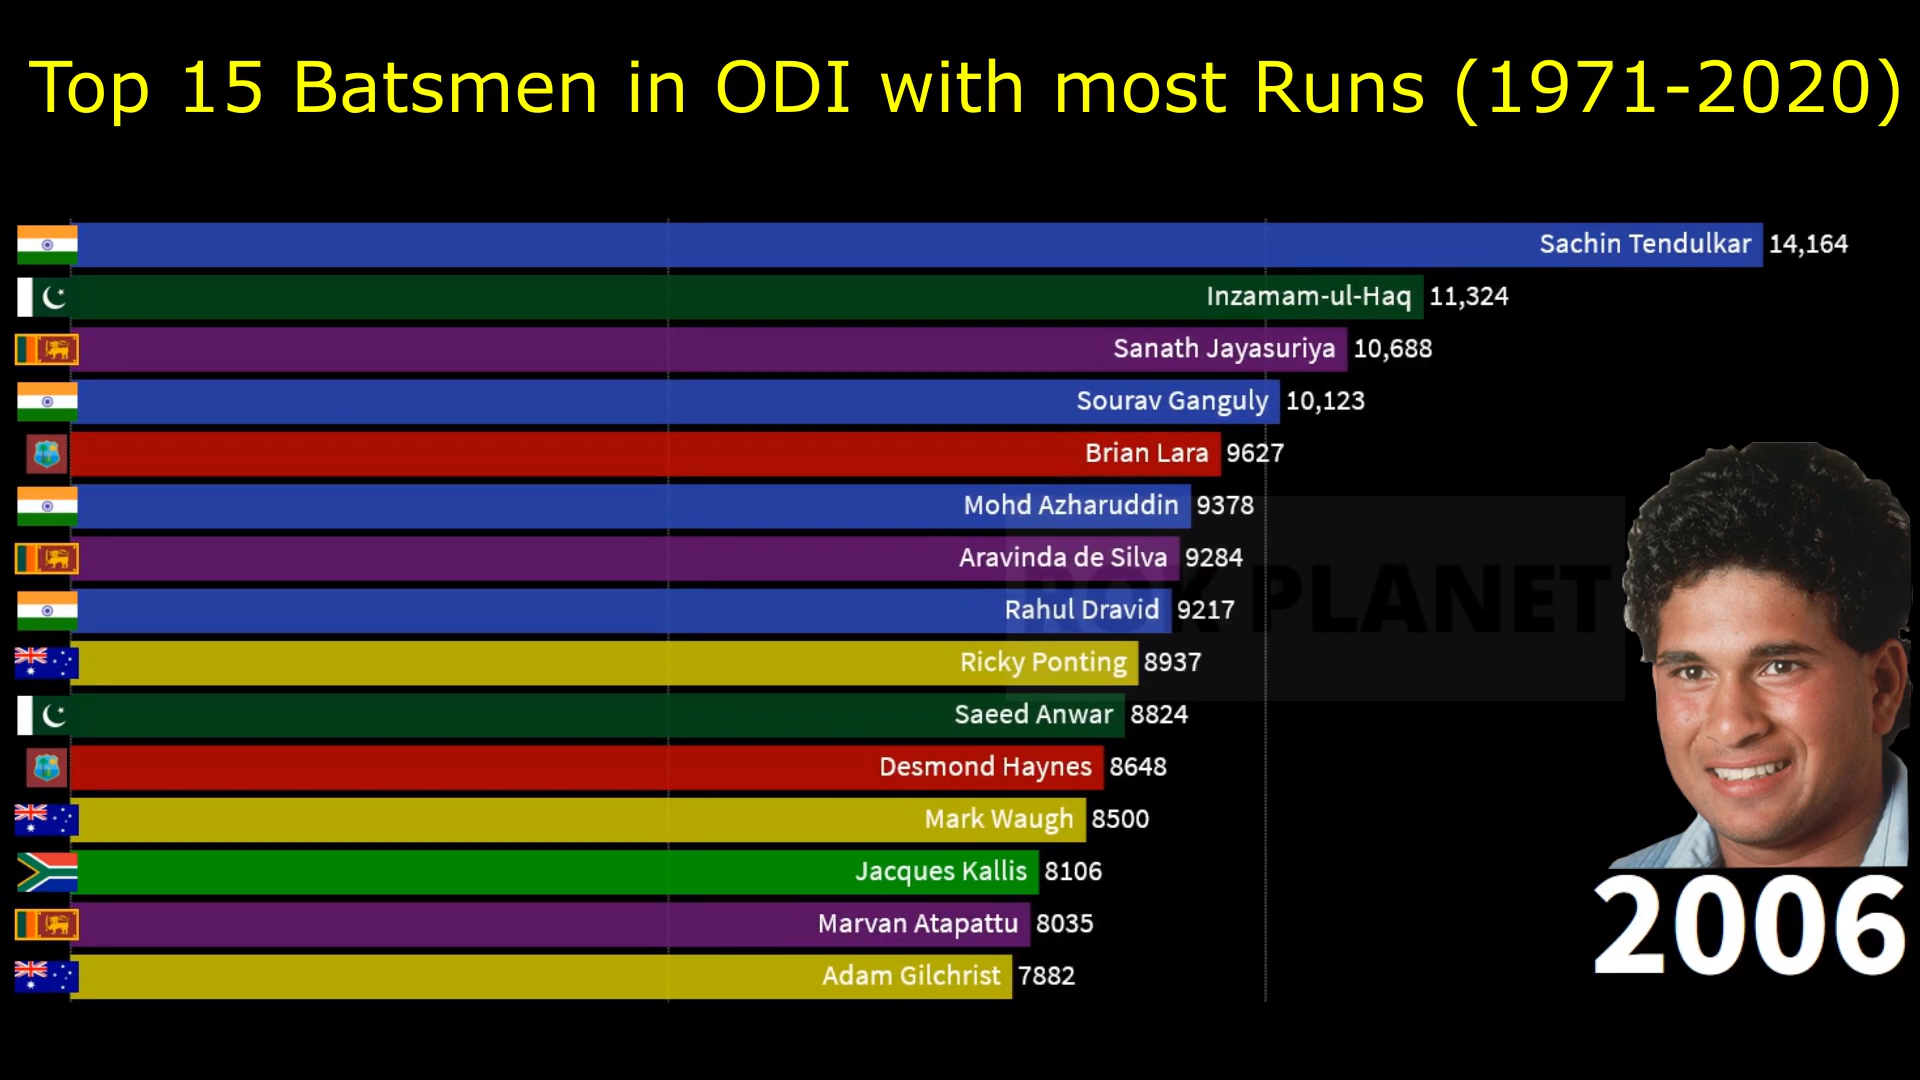 Top 15 Batsmen in ODI with most Runs (1971-2020)
Sachin Tendulkar 14,164
Inzamam-ul-Haq 11,324
Sanath Jayasuriya 10,688
Sourav Ganguly 10,123
Brian Lara 9627
Mohd Azharuddin 9378
Aravinda de Silva 9284
ROK PLANET
Rahul Dravid 9217
Ricky Ponting 8937
Saeed Anwar 8824
Desmond Haynes 8648
Mark Waugh 8500
Jacques Kallis 8106
Marvan Atapattu 8035
Adam Gilchrist 7882
2006